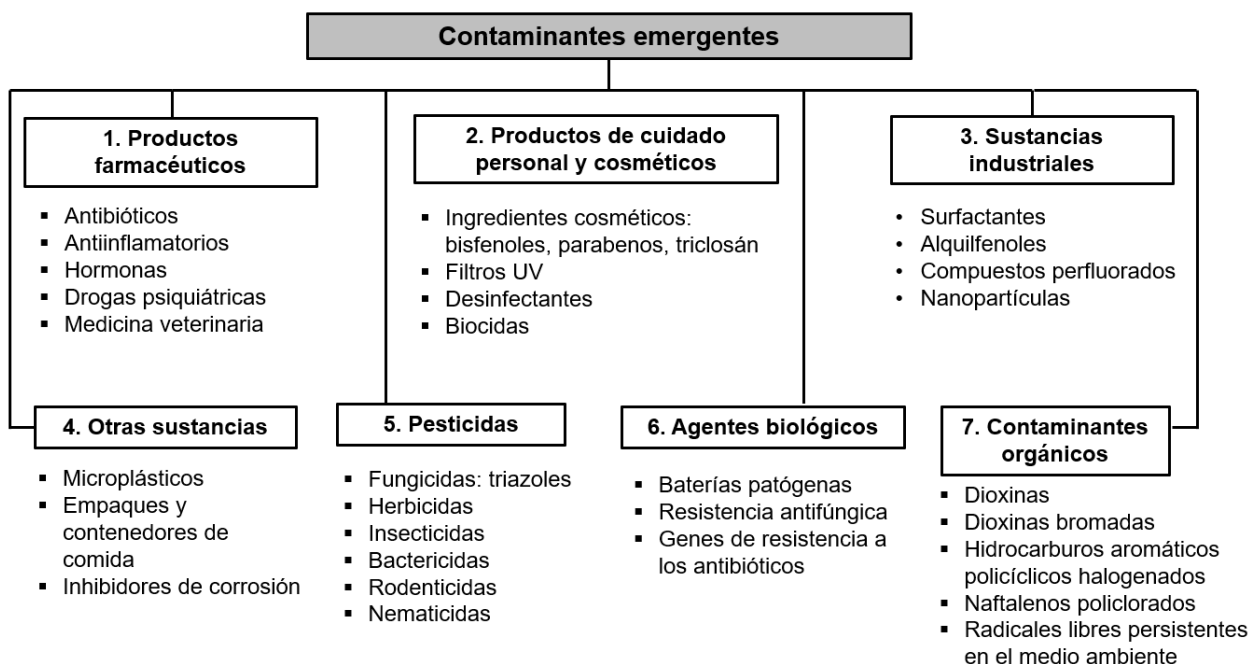 Contaminantes emergentes
1. Productos
farmacéuticos
▪ Antibióticos
▪ Antiinflamatorios
▪ Hormonas
▪ Drogas psiquiátricas
▪ Medicina veterinaria
2. Productos de cuidado
personal y cosméticos
▪ Ingredientes cosméticos:
bisfenoles, parabenos, triclosán
▪ Filtros UV
▪ Desinfectantes
▪ Biocidas
3. Sustancias
industriales
• Surfactantes
• Alquilfenoles
• Compuestos perfluorados
• Nanopartículas
4. Otras sustancias
▪ Microplásticos
▪ Empaques y
contenedores de
comida
▪ Inhibidores de corrosión
5. Pesticidas
▪ Fungicidas: triazoles
▪ Herbicidas
▪ Insecticidas
▪ Bactericidas
▪ Rodenticidas
▪ Nematicidas
6. Agentes biológicos
▪ Baterías patógenas
▪ Resistencia antifúngica
▪ Genes de resistencia a
los antibióticos
7. Contaminantes
orgánicos
▪ Dioxinas
▪ Dioxinas bromadas
▪ Hidrocarburos aromáticos
policíclicos halogenados
▪ Naftalenos policlorados
▪ Radicales libres persistentes
en el medio ambiente